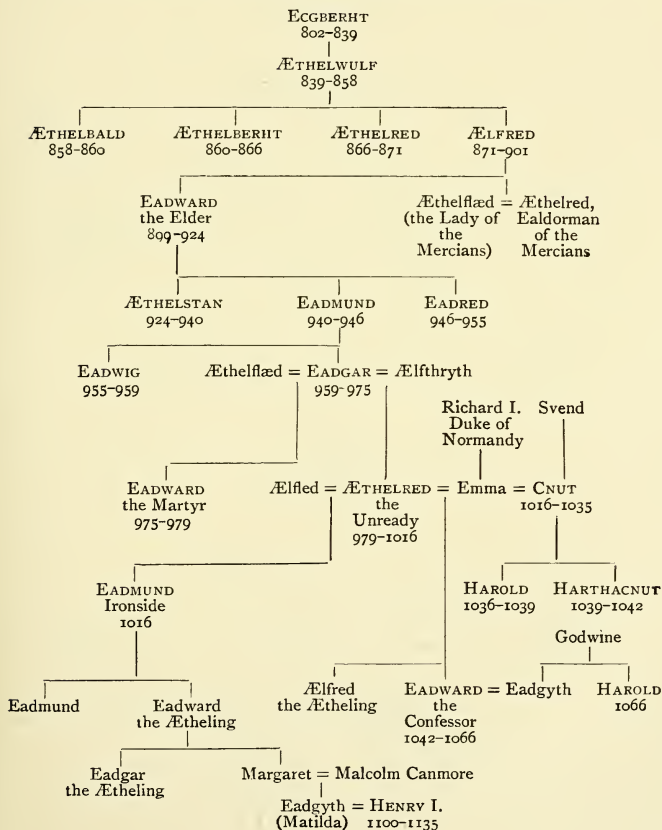 ECGBERHT
802–839
ÆTHELWULF
839–858
ÆTHELBALD ÆTHELBERHT ÆTHELRED ÆLFRED
858–860 860–866 866–871 871–901
EADWARD
the Elder
899–924
Æthelflæd = Æthelred,
(the Lady of Ealdorman
the of the
Mercians) Mercians
ÆTHELSTAN EADMUND EADRED
924–940 940–946 946–955
EADWIG Æthelflæd = EADGAR = Ælfthryth
955–959 959–975
Richard I. Svend
Duke of
Normandy
EADWARD
the Martyr
975–979
Ælfled = ÆTHELRED = Emma = CNUT
the 1016–1035
Unready
979–1016
EADMUND
Ironside
1016
HAROLD HARTHACNUT
1036–1039 1039–1042
Godwine
Eadmund Eadward
the Ætheling
Ælfred EADWARD = Eadgyth HAROLD
the Ætheling the 1066
Confessor
1042–1066
Eadgar Margaret = Malcolm Canmore
the Ætheling
Eadgyth = HENRY I.
(Matilda) 1100–1135